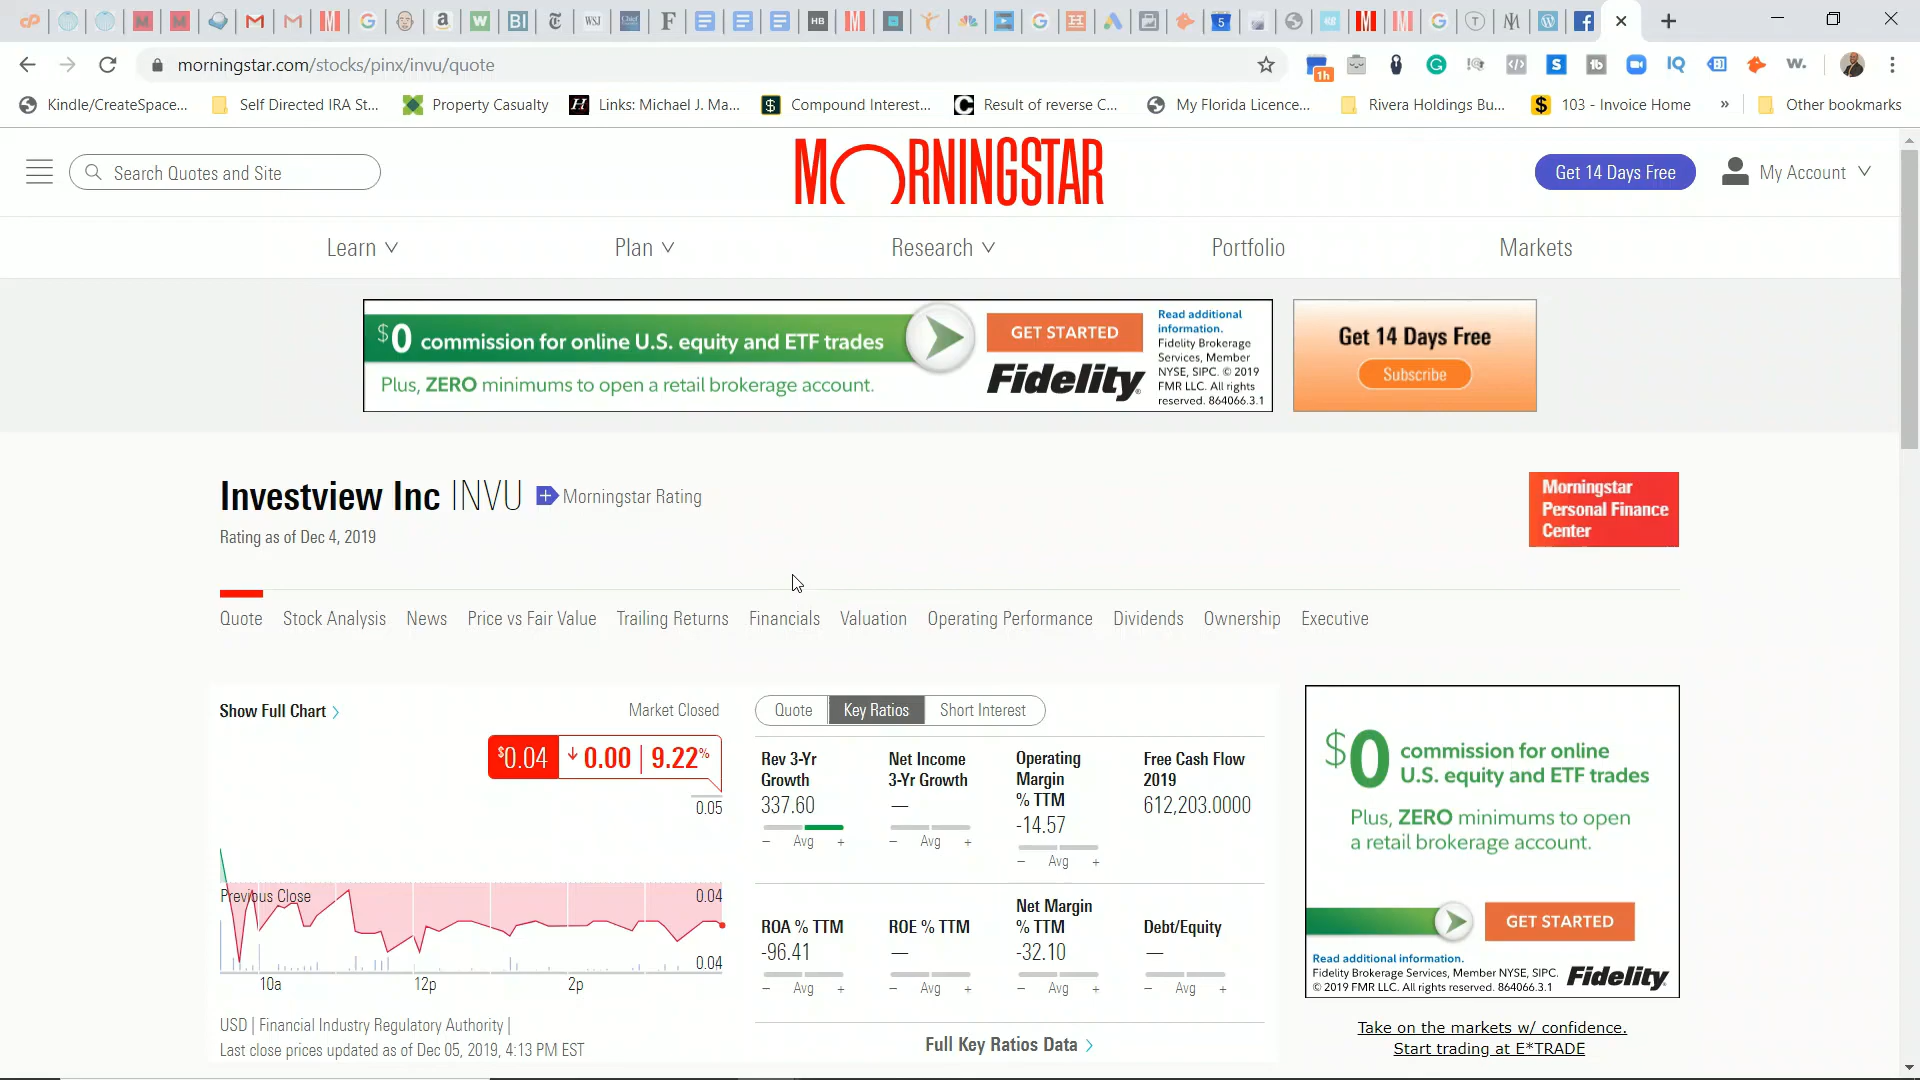 morningstar.com/stocks/pinx/invu/quote
1h
Kindle/CreateSpace...
Self Directed IRA St...
Property Casualty
Links: Michael J. Ma...
Compound Interest...
Result of reverse C...
My Florida Licence...
Rivera Holdings Bu...
103 - Invoice Home
»
Other bookmarks
Search Quotes and Site
MORNINGSTAR
Get 14 Days Free
My Account
Learn
Plan
Research
Portfolio
Markets
$0 commission for online U.S. equity and ETF trades
Plus, ZERO minimums to open a retail brokerage account.
GET STARTED
Fidelity
Read additional
information.
Fidelity Brokerage
Services, Member
NYSE, SIPC. © 2019
FMR LLC. All rights
reserved. 864066.3.1
Get 14 Days Free
Subscribe
Investview Inc INVU
Morningstar Rating
Rating as of Dec 4, 2019
Morningstar
Personal Finance
Center
Quote
Stock Analysis
News
Price vs Fair Value
Trailing Returns
Financials
Valuation
Operating Performance
Dividends
Ownership
Executive
Show Full Chart
Market Closed
$0.04
↓ 0.00 | 9.22%
0.05
Previous Close
0.04
0.04
10a
12p
2p
USD | Financial Industry Regulatory Authority |
Last close prices updated as of Dec 05, 2019, 4:13 PM EST
Quote
Key Ratios
Short Interest
Rev 3-Yr
Growth
337.60
− Avg +
Net Income
3-Yr Growth
—
− Avg +
Operating
Margin
% TTM
-14.57
− Avg +
Free Cash Flow
2019
612,203.0000
ROA % TTM
-96.41
− Avg +
ROE % TTM
—
− Avg +
Net Margin
% TTM
-32.10
− Avg +
Debt/Equity
—
− Avg +
Full Key Ratios Data
$0 commission for online
U.S. equity and ETF trades
Plus, ZERO minimums to open
a retail brokerage account.
GET STARTED
Read additional information.
Fidelity Brokerage Services, Member NYSE, SIPC.
© 2019 FMR LLC. All rights reserved. 864066.3.1
Fidelity
Take on the markets w/ confidence.
Start trading at E*TRADE